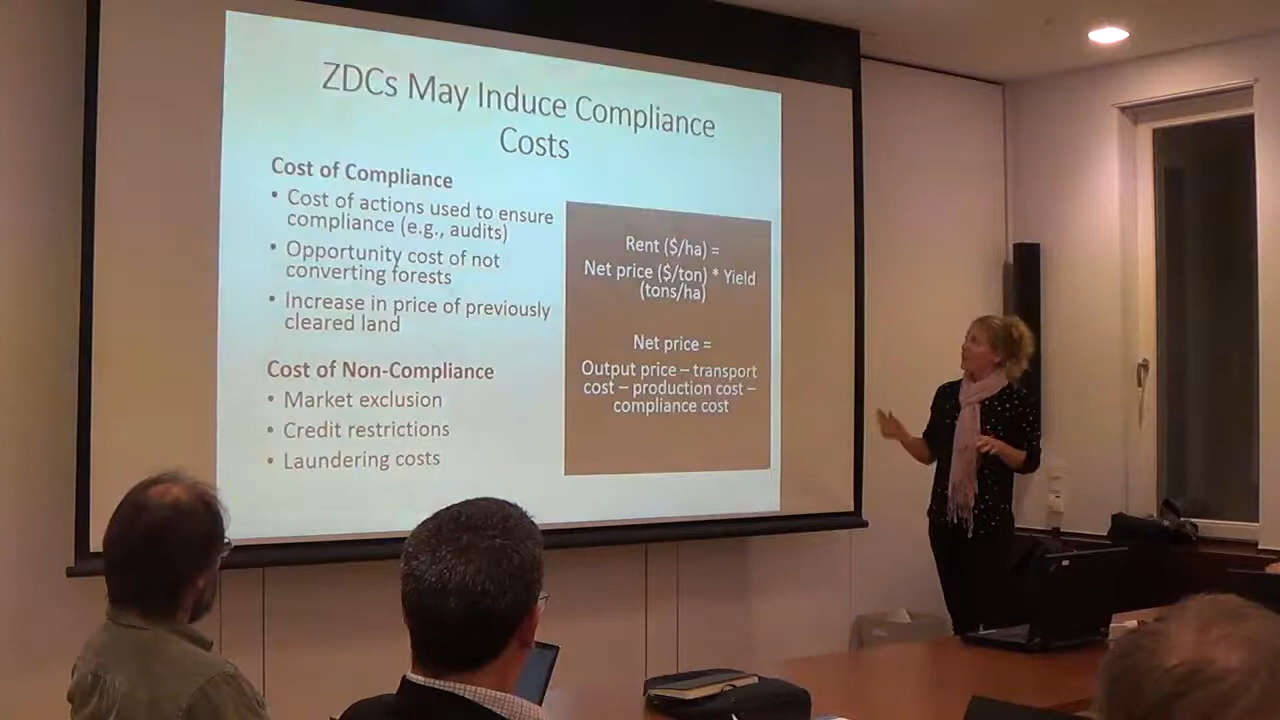 ZDCs May Induce Compliance
Costs
Cost of Compliance
• Cost of actions used to ensure
compliance (e.g., audits)
• Opportunity cost of not
converting forests
• Increase in price of previously
cleared land
Cost of Non-Compliance
• Market exclusion
• Credit restrictions
• Laundering costs
Rent ($/ha) =
Net price ($/ton) * Yield
(tons/ha)
Net price =
Output price – transport
cost – production cost –
compliance cost